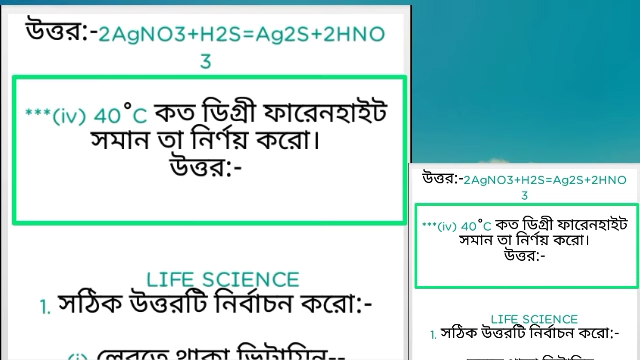 উত্তর:-2AgNO3+H2S=Ag2S+2HNO
3
***(iv) 40°C কত ডিগ্রী ফারেনহাইট
সমান তা নির্ণয় করো।
উত্তর:-
LIFE SCIENCE
1. সঠিক উত্তরটি নির্বাচন করো:-
(i) লেবুতে থাকা ভিটামিন--
উত্তর:-2AgNO3+H2S=Ag2S+2HNO
3
***(iv) 40°C কত ডিগ্রী ফারেনহাইট
সমান তা নির্ণয় করো।
উত্তর:-
LIFE SCIENCE
1. সঠিক উত্তরটি নির্বাচন করো:-